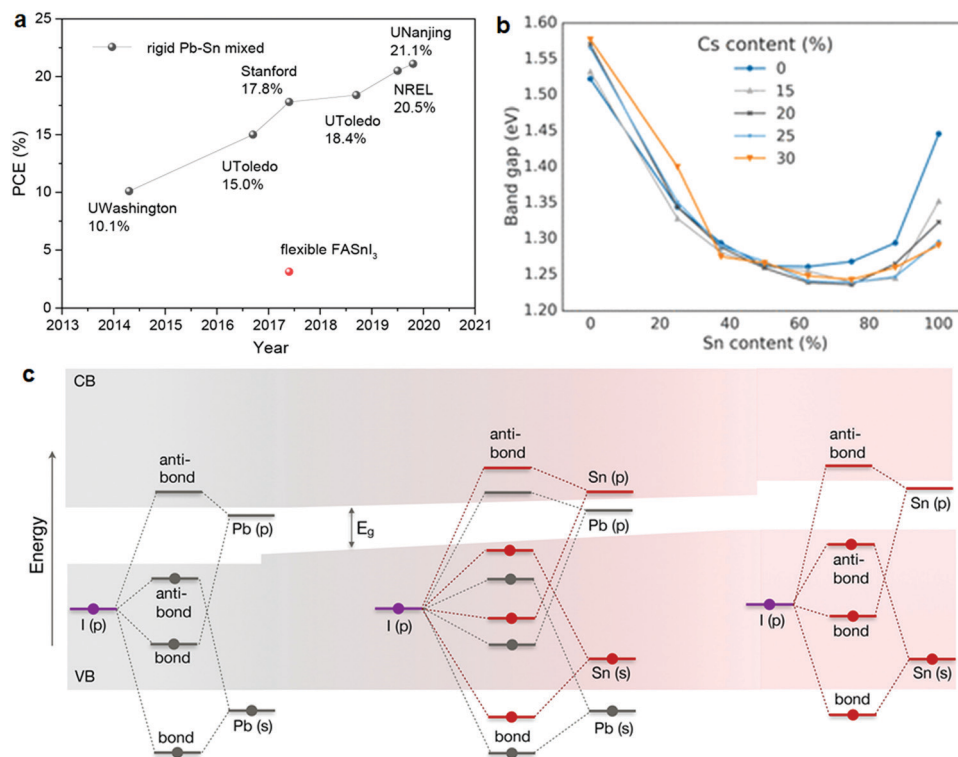 a
25
20
15
10
5
0
PCE (%)
2013 2014 2015 2016 2017 2018 2019 2020 2021
Year
rigid Pb-Sn mixed
UWashington
10.1%
UToledo
15.0%
Stanford
17.8%
UToledo
18.4%
NREL
20.5%
UNanjing
21.1%
flexible FASnI₃
b
1.60
1.55
1.50
1.45
1.40
1.35
1.30
1.25
1.20
Band gap (eV)
0 20 40 60 80 100
Sn content (%)
Cs content (%)
0
15
20
25
30
c
CB
Energy
VB
anti-
bond
Pb (p)
I (p)
anti-
bond
bond
Pb (s)
bond
E₉
anti-
bond
Sn (p)
Pb (p)
I (p)
Sn (s)
Pb (s)
bond
anti-
bond
Sn (p)
anti-
bond
I (p)
bond
Sn (s)
bond